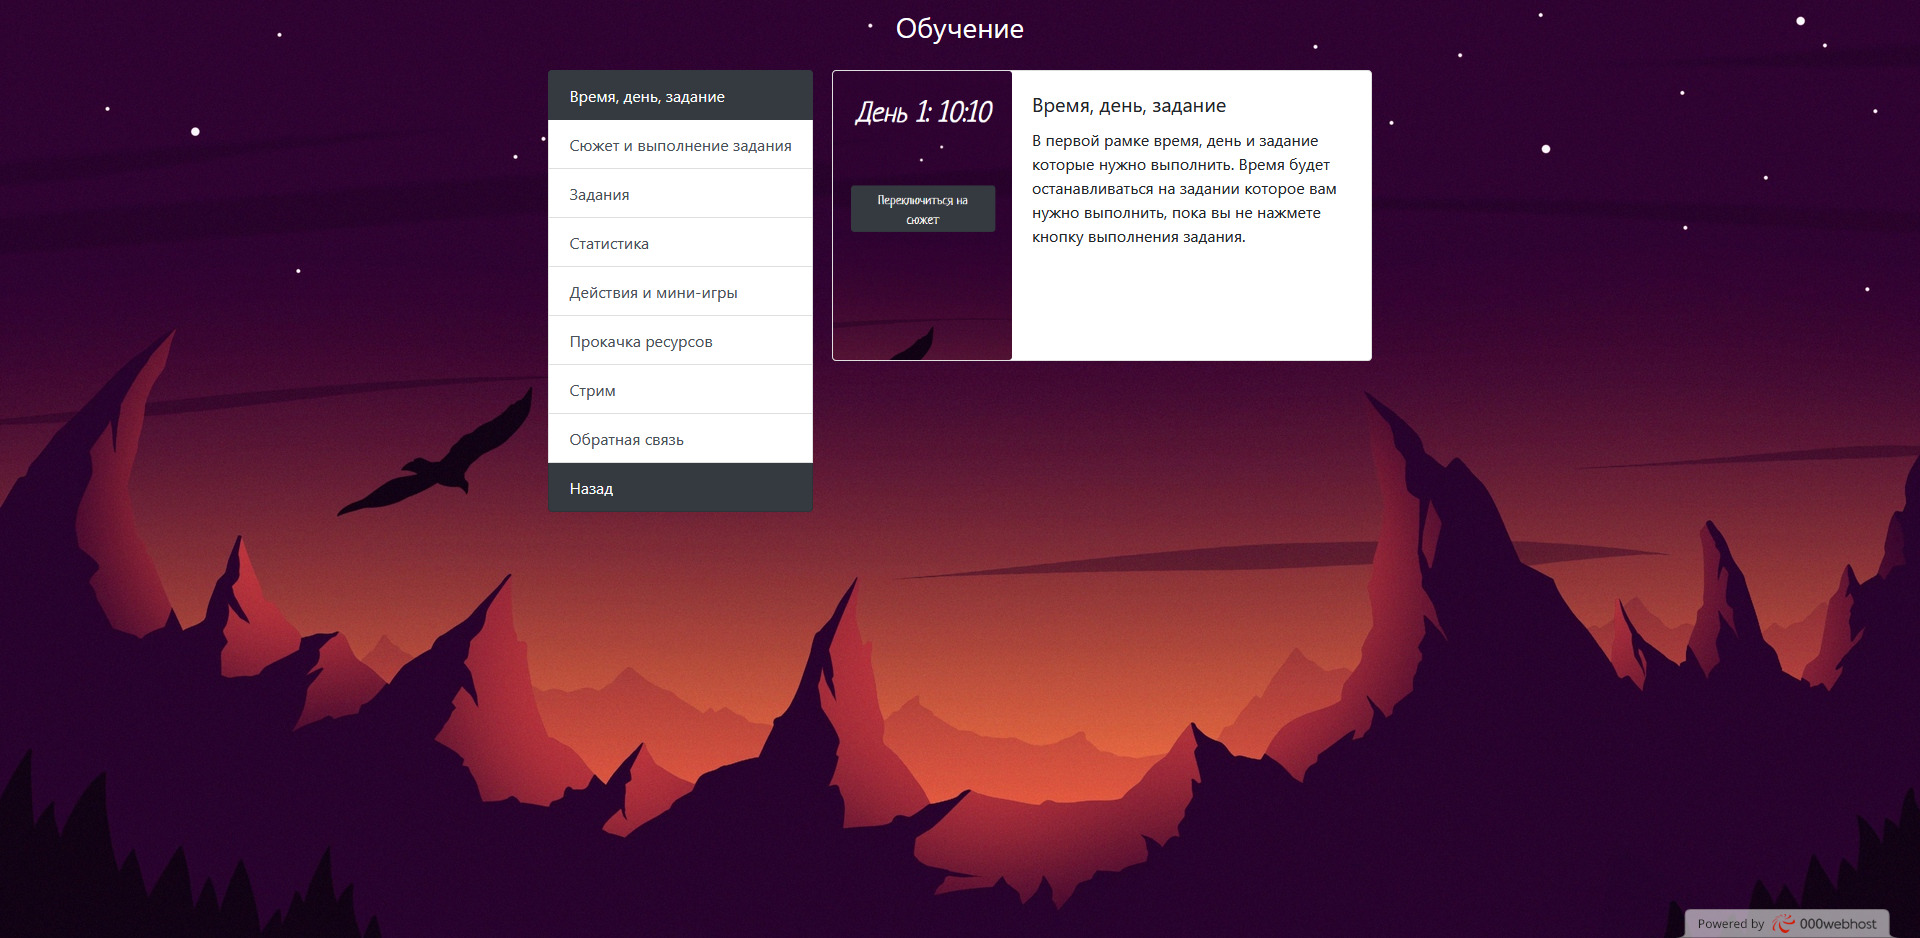 Обучение
Время, день, задание
Сюжет и выполнение задания
Задания
Статистика
Действия и мини-игры
Прокачка ресурсов
Стрим
Обратная связь
Назад
День 1: 10:10
Переключиться на
сюжет
Время, день, задание
В первой рамке время, день и задание
которые нужно выполнить. Время будет
останавливаться на задании которое вам
нужно выполнить, пока вы не нажмете
кнопку выполнения задания.
Powered by 000webhost